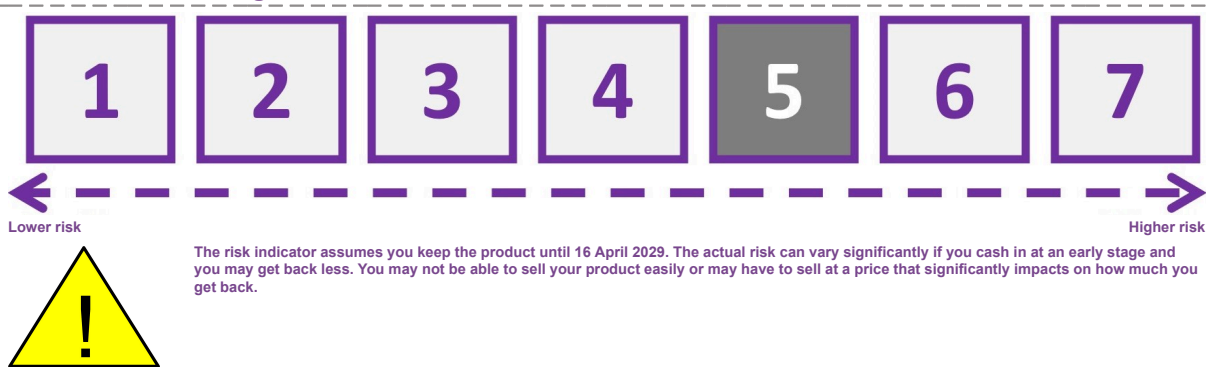 1 2 3 4 5 6 7
Lower risk Higher risk
The risk indicator assumes you keep the product until 16 April 2029. The actual risk can vary significantly if you cash in at an early stage and
you may get back less. You may not be able to sell your product easily or may have to sell at a price that significantly impacts on how much you
get back.
!